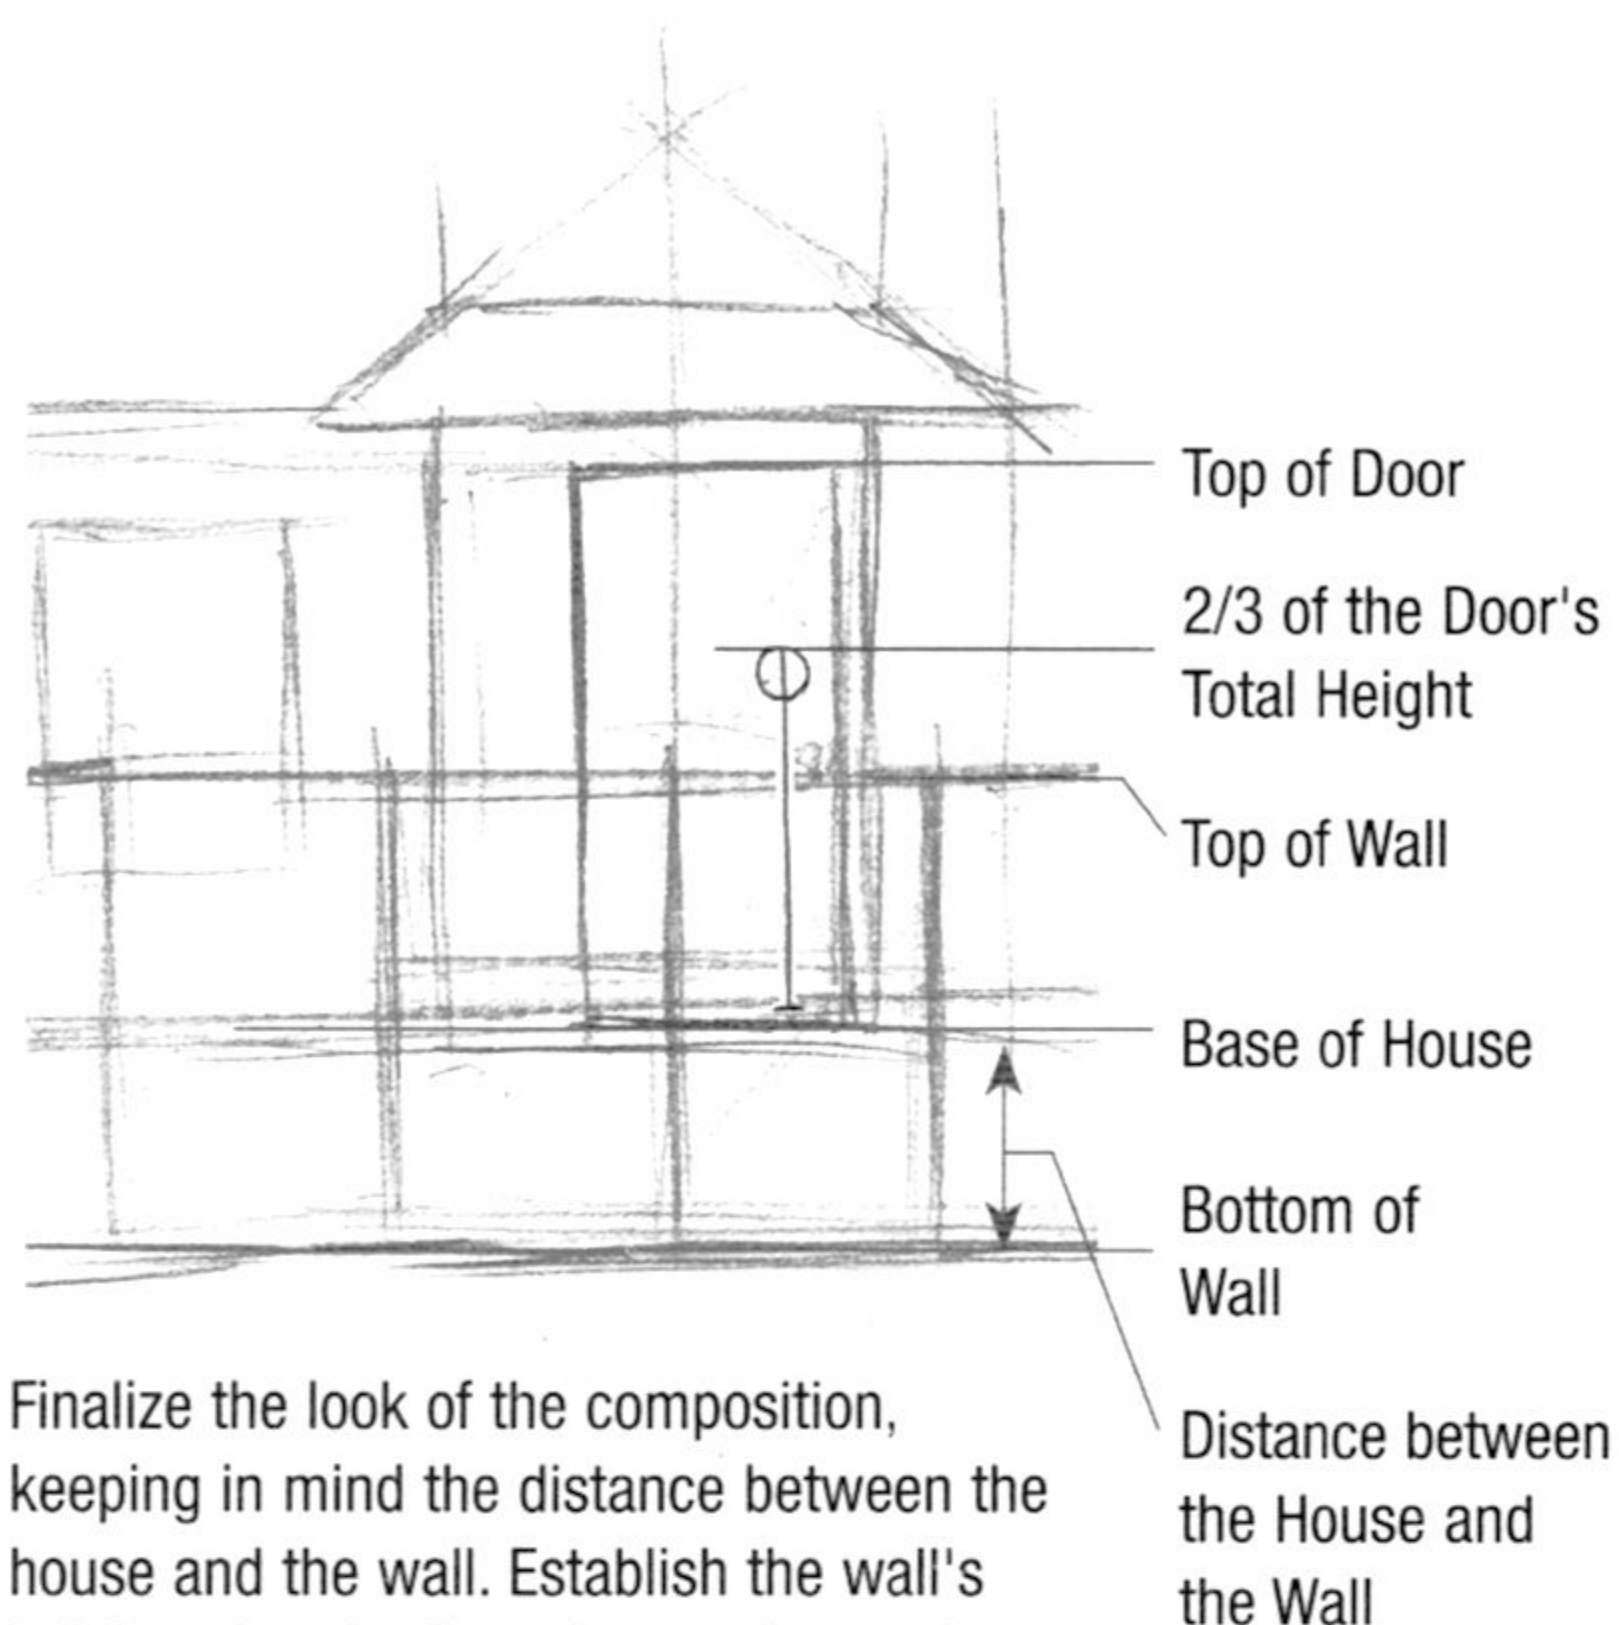 Top of Door
2/3 of the Door's
Total Height
Top of Wall
Base of House
Bottom of
Wall
Distance between
the House and
the Wall
Finalize the look of the composition,
keeping in mind the distance between the
house and the wall. Establish the wall's